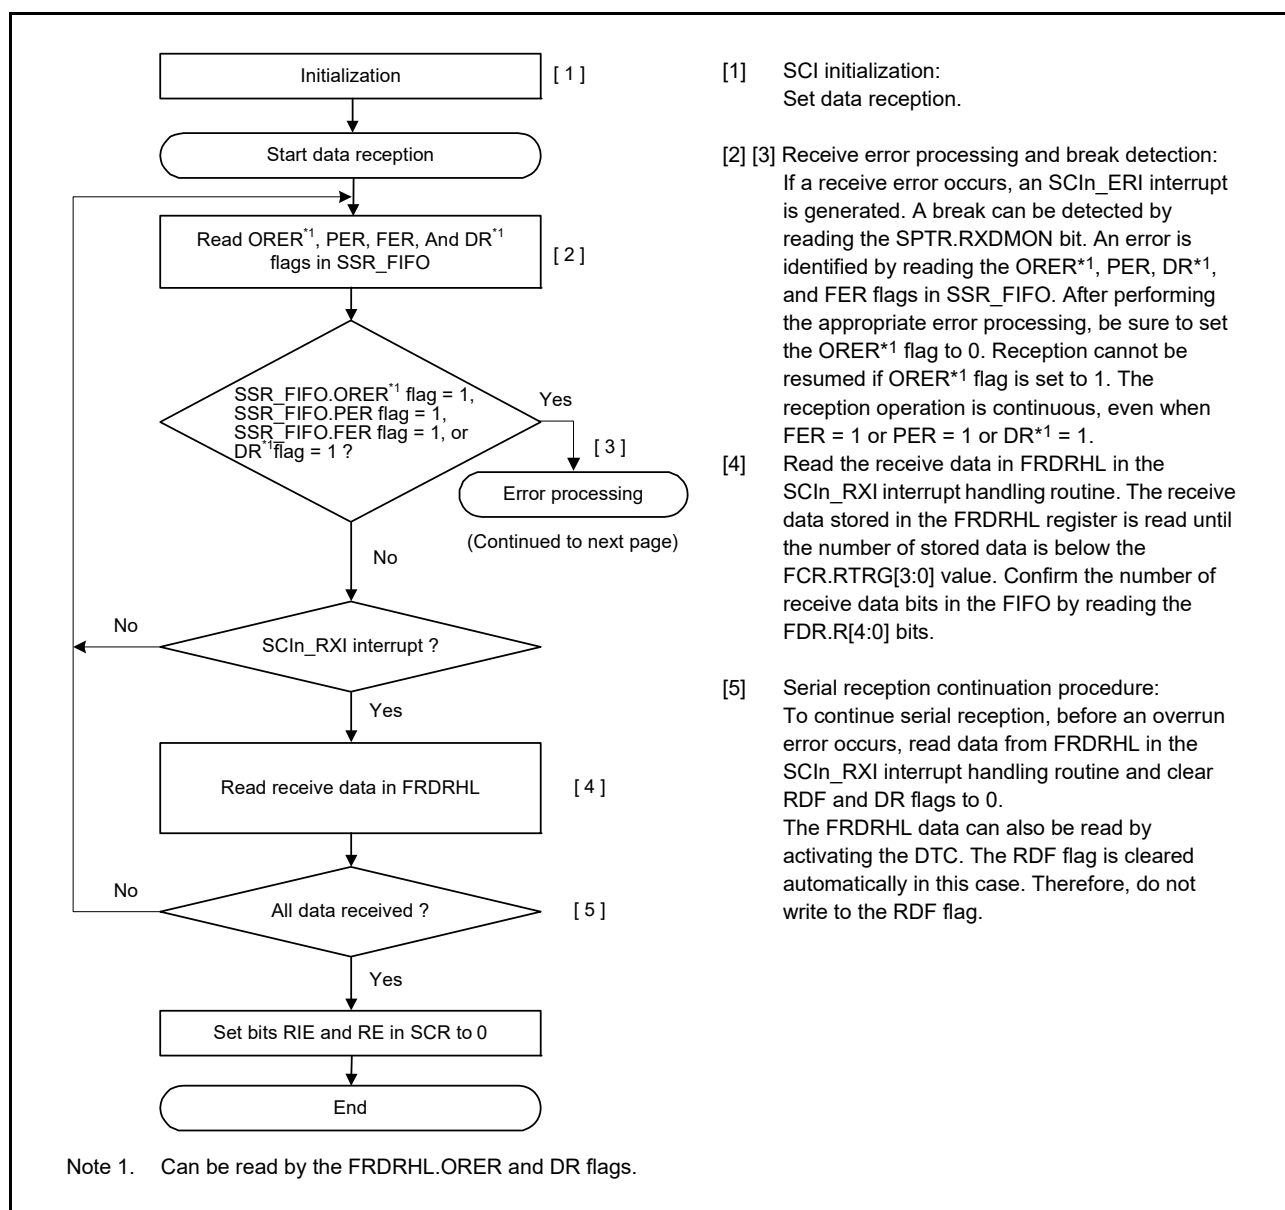 Initialization
[ 1 ]
Start data reception
Read ORER*1, PER, FER, And DR*1
flags in SSR_FIFO
[ 2 ]
SSR_FIFO.ORER*1 flag = 1,
SSR_FIFO.PER flag = 1,
SSR_FIFO.FER flag = 1, or
DR*1flag = 1 ?
Yes
[ 3 ]
Error processing
(Continued to next page)
No
No
SCIn_RXI interrupt ?
Yes
Read receive data in FRDRHL
[ 4 ]
No
All data received ?
[ 5 ]
Yes
Set bits RIE and RE in SCR to 0
End
[1] SCI initialization:
Set data reception.
[2] [3] Receive error processing and break detection:
If a receive error occurs, an SCIn_ERI interrupt
is generated. A break can be detected by
reading the SPTR.RXDMON bit. An error is
identified by reading the ORER*1, PER, DR*1,
and FER flags in SSR_FIFO. After performing
the appropriate error processing, be sure to set
the ORER*1 flag to 0. Reception cannot be
resumed if ORER*1 flag is set to 1. The
reception operation is continuous, even when
FER = 1 or PER = 1 or DR*1 = 1.
[4] Read the receive data in FRDRHL in the
SCIn_RXI interrupt handling routine. The receive
data stored in the FRDRHL register is read until
the number of stored data is below the
FCR.RTRG[3:0] value. Confirm the number of
receive data bits in the FIFO by reading the
FDR.R[4:0] bits.
[5] Serial reception continuation procedure:
To continue serial reception, before an overrun
error occurs, read data from FRDRHL in the
SCIn_RXI interrupt handling routine and clear
RDF and DR flags to 0.
The FRDRHL data can also be read by
activating the DTC. The RDF flag is cleared
automatically in this case. Therefore, do not
write to the RDF flag.
Note 1. Can be read by the FRDRHL.ORER and DR flags.